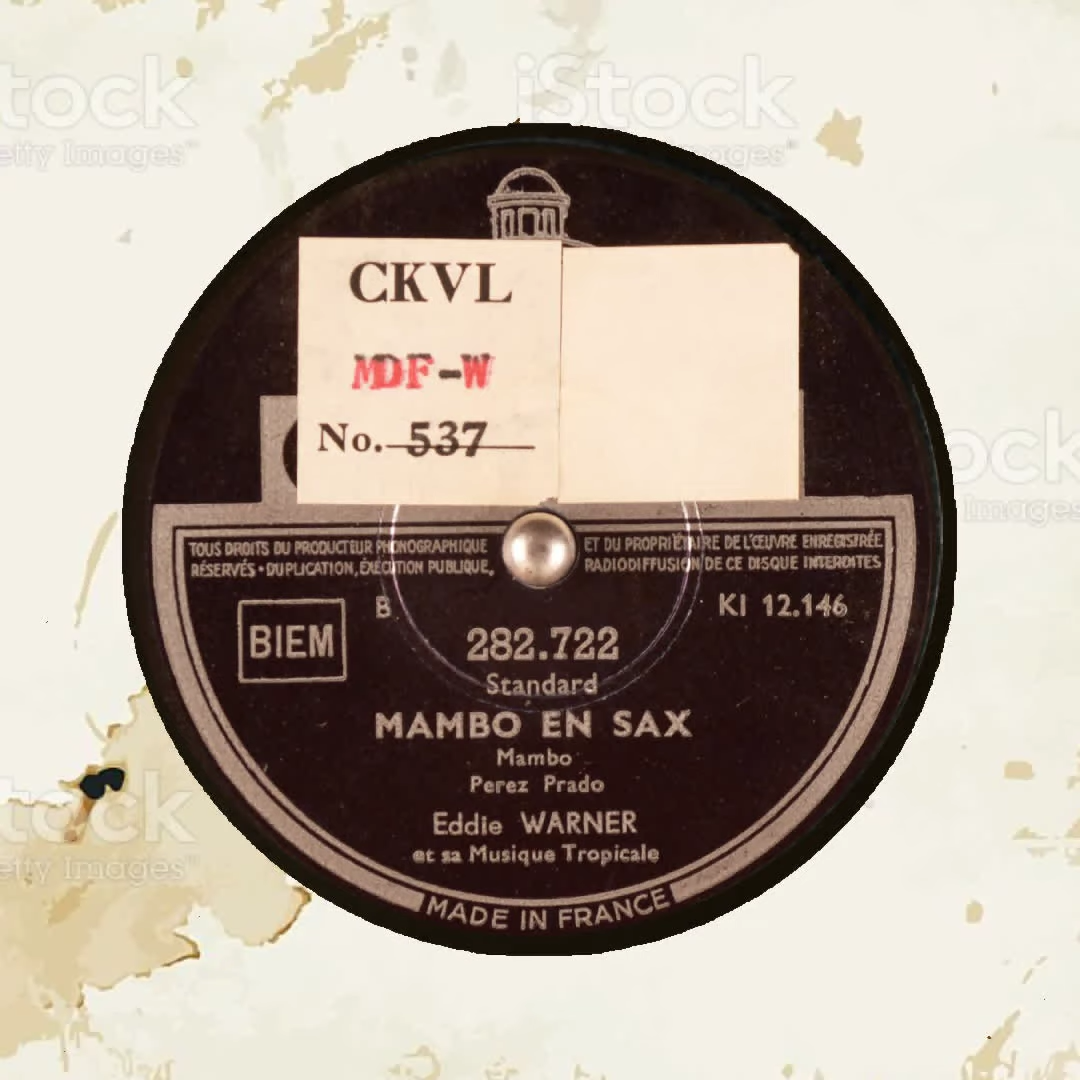 iStock
Getty Images™
CKVL
MDF-W
No. 537
TOUS DROITS DU PRODUCTEUR PHONOGRAPHIQUE ET DU PROPRIÉTAIRE DE L'ŒUVRE ENREGISTRÉE
RÉSERVÉS • DUPLICATION, EXÉCUTION PUBLIQUE, RADIODIFFUSION DE CE DISQUE INTERDITES
B KI 12.146
BIEM
282.722
Standard
MAMBO EN SAX
Mambo
Perez Prado
Eddie WARNER
et sa Musique Tropicale
MADE IN FRANCE